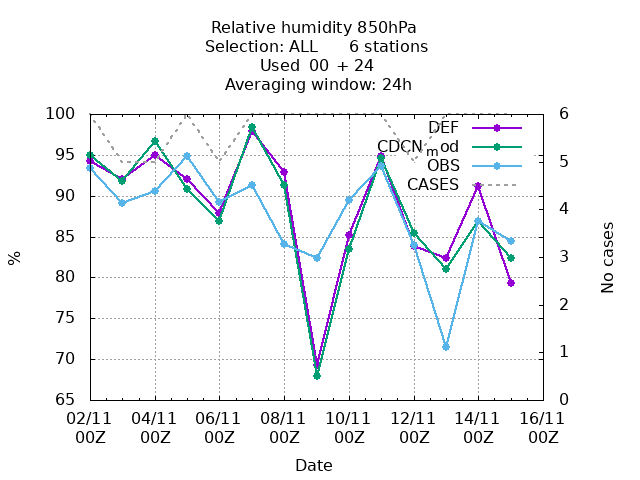 Relative humidity 850hPa
Selection: ALL 6 stations
Used 00 + 24
Averaging window: 24h
100
95
90
85
80
75
70
65
%
6
5
4
3
2
1
0
No cases
DEF
CDCN_mod
OBS
CASES
02/11 04/11 06/11 08/11 10/11 12/11 14/11 16/11
00Z 00Z 00Z 00Z 00Z 00Z 00Z 00Z
Date